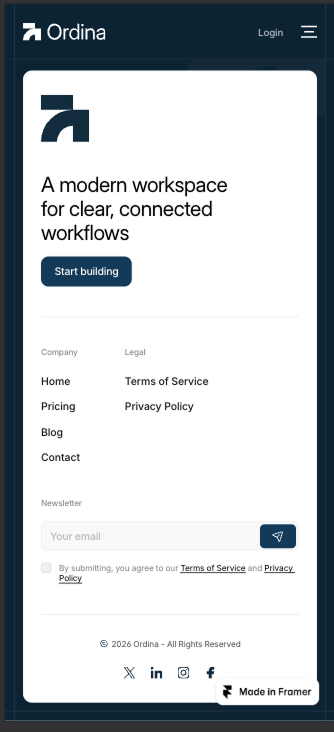 Ordina
Login
A modern workspace
for clear, connected
workflows
Start building
Company
Legal
Home
Terms of Service
Pricing
Privacy Policy
Blog
Contact
Newsletter
Your email
By submitting, you agree to our Terms of Service and Privacy
Policy
© 2026 Ordina - All Rights Reserved
Made in Framer